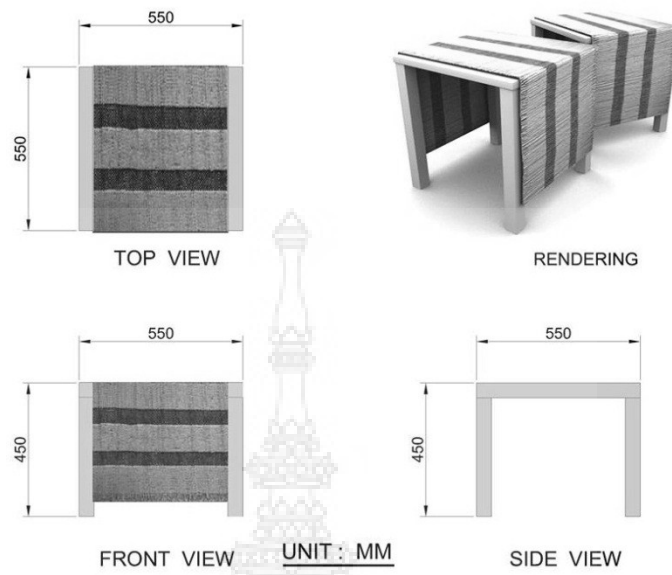 550
550
TOP VIEW
RENDERING
550
450
FRONT VIEW
UNIT : MM
550
450
SIDE VIEW